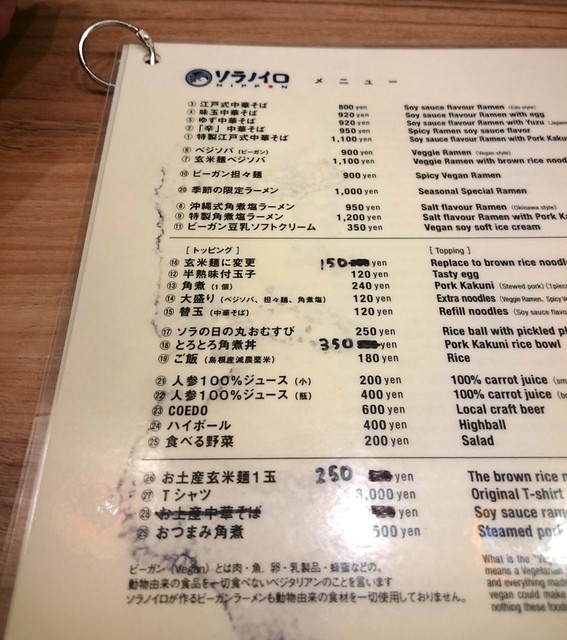 ソラノイロ メニュー
NIPPON
③ 江戸式中華そば 800 yen Soy sauce flavour Ramen (Edo style)
④ 味玉中華そば 920 yen Soy sauce flavour Ramen with egg
⑤ ゆず中華そば 920 yen Soy sauce flavour Ramen with Yuzu
② 「辛」中華そば 950 yen Spicy Ramen soy sauce flavor
① 特製江戸式中華そば 1,100 yen Soy sauce flavour Ramen with Pork
⑥ ベジソバ (ビーガン) 900 yen Veggie Ramen (Vegan style)
⑦ 玄米麺ベジソバ 1,100 yen Veggie Ramen with brown rice
⑩ ビーガン担々麺 900 yen Spicy Vegan Ramen
⑳ 季節の限定ラーメン 1,000 yen Seasonal Special Ramen
⑧ 沖縄式角煮塩ラーメン 950 yen Salt flavour Ramen (Okinawa style)
⑨ 特製角煮塩ラーメン 1,200 yen Salt flavour Ramen with Pork
⑪ ビーガン豆乳ソフトクリーム 350 yen Vegan soy soft ice cream
[トッピング] [Topping]
⑯ 玄米麺に変更 150 yen Replace to brown rice
⑫ 半熟味付玉子 120 yen Tasty egg
⑬ 角煮 (1個) 240 yen Pork Kakuni (Stewed pork)
⑭ 大盛り (ベジソバ、担々麺、角煮塩) 120 yen Extra noodles (Veggie Ramen,
⑮ 替玉 (中華そば) 120 yen Refill noodles (Soy sauce
⑰ ソラの日の丸おむすび 250 yen Rice ball with pickled
⑱ とろとろ角煮丼 350 yen Pork Kakuni rice bowl
⑲ ご飯 (島根産減農薬米) 180 yen Rice
㉑ 人参100%ジュース (小) 200 yen 100% carrot juice
㉒ 人参100%ジュース (瓶) 400 yen 100% carrot juice
㉓ COEDO 600 yen Local craft beer
㉔ ハイボール 400 yen Highball
㉕ 食べる野菜 200 yen Salad
㉖ お土産玄米麺1玉 250 yen The brown rice
㉗ Tシャツ 3,000 yen Original T-shirt
㉘ お土産中華そば yen Soy sauce
㉙ おつまみ角煮 500 yen Steamed
ビーガン (Vegan) とは肉・魚、卵・乳製品・蜂蜜などの、
動物由来の食品を一切食べないベジタリアンのことを言います
ソラノイロが作るビーガンラーメンも動物由来の食材を一切使用しておりません。
What is the
means a
and everything
vegan could make
nothing these